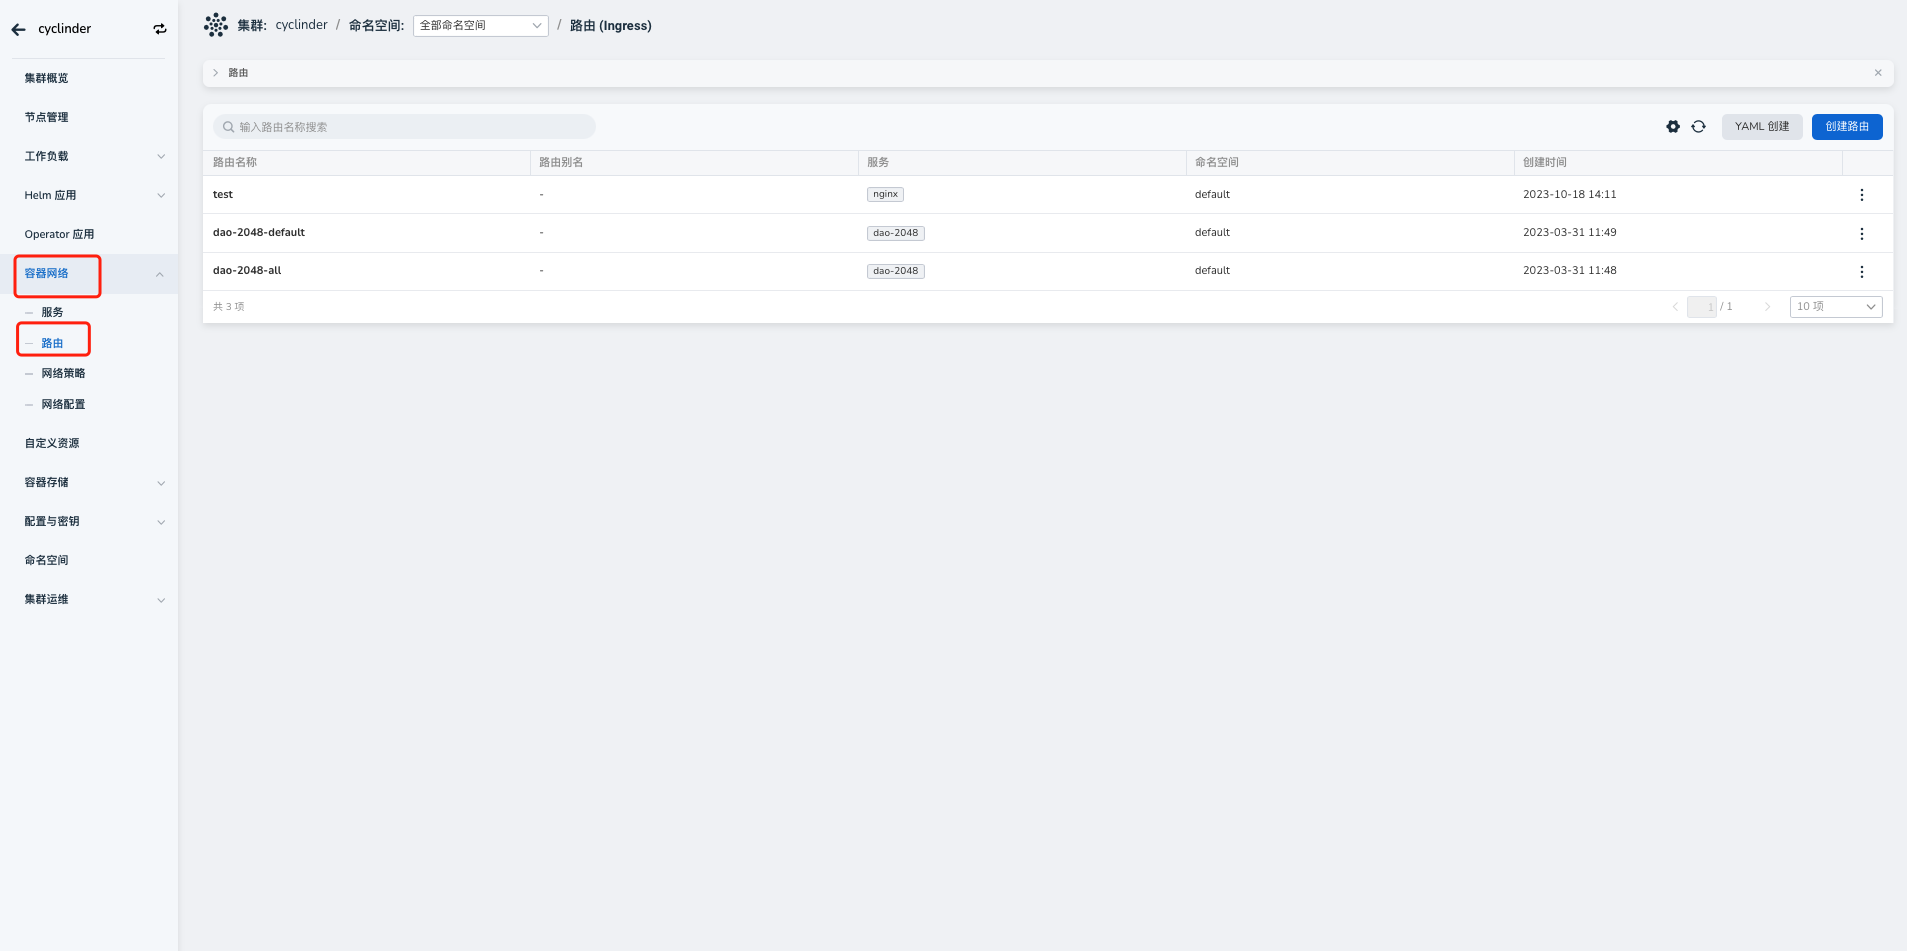 cyclinder
集群概览
节点管理
工作负载
Helm 应用
Operator 应用
容器网络
服务
路由
网络策略
网络配置
自定义资源
容器存储
配置与密钥
命名空间
集群运维
集群: cyclinder / 命名空间: 全部命名空间 / 路由 (Ingress)
路由
输入路由名称搜索 YAML 创建 创建路由
路由名称 路由别名 服务 命名空间 创建时间
test - nginx default 2023-10-18 14:11
dao-2048-default - dao-2048 default 2023-03-31 11:49
dao-2048-all - dao-2048 default 2023-03-31 11:48
共 3 项 1 / 1 10 项